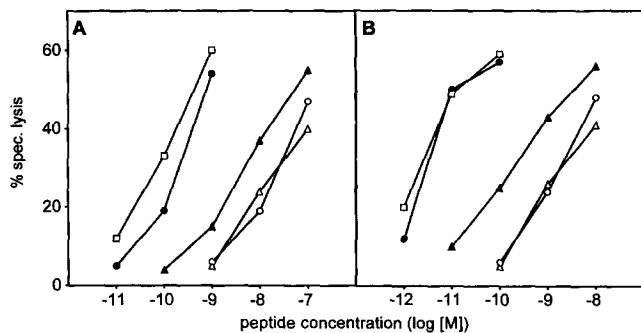 A
B
60
40
20
0
% spec. lysis
-11 -10 -9 -8 -7
-12 -11 -10 -9 -8
peptide concentration (log [M])